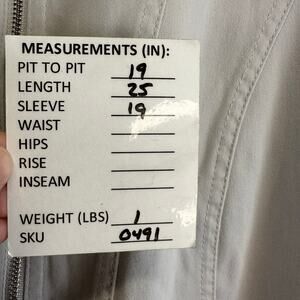 MEASUREMENTS (IN):
PIT TO PIT 19
LENGTH 25
SLEEVE 19
WAIST
HIPS
RISE
INSEAM
WEIGHT (LBS) 1
SKU 0491